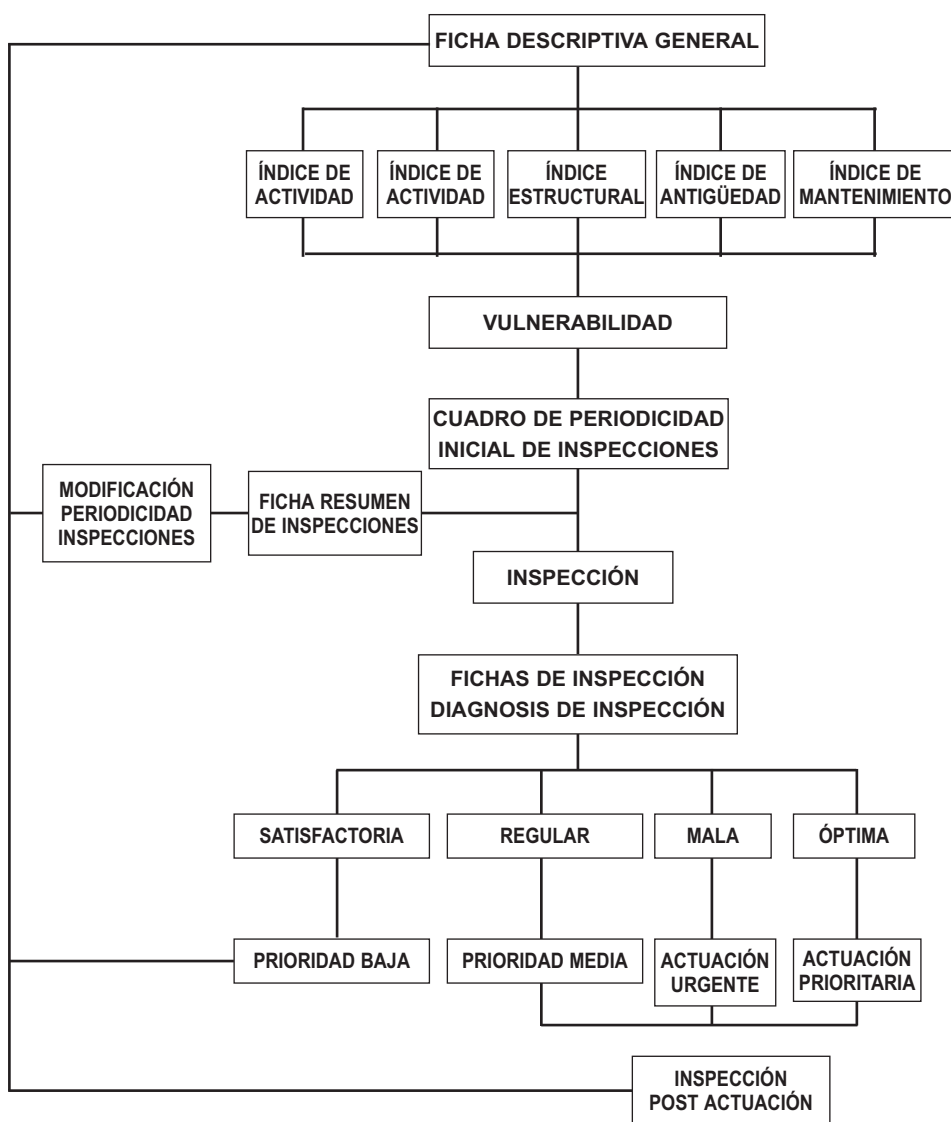 FICHA DESCRIPTIVA GENERAL
ÍNDICE DE
ACTIVIDAD
ÍNDICE DE
ACTIVIDAD
ÍNDICE
ESTRUCTURAL
ÍNDICE DE
ANTIGÜEDAD
ÍNDICE DE
MANTENIMIENTO
VULNERABILIDAD
CUADRO DE PERIODICIDAD
INICIAL DE INSPECCIONES
MODIFICACIÓN
PERIODICIDAD
INSPECCIONES
FICHA RESUMEN
DE INSPECCIONES
INSPECCIÓN
FICHAS DE INSPECCIÓN
DIAGNOSIS DE INSPECCIÓN
SATISFACTORIA
REGULAR
MALA
ÓPTIMA
PRIORIDAD BAJA
PRIORIDAD MEDIA
ACTUACIÓN
URGENTE
ACTUACIÓN
PRIORITARIA
INSPECCIÓN
POST ACTUACIÓN